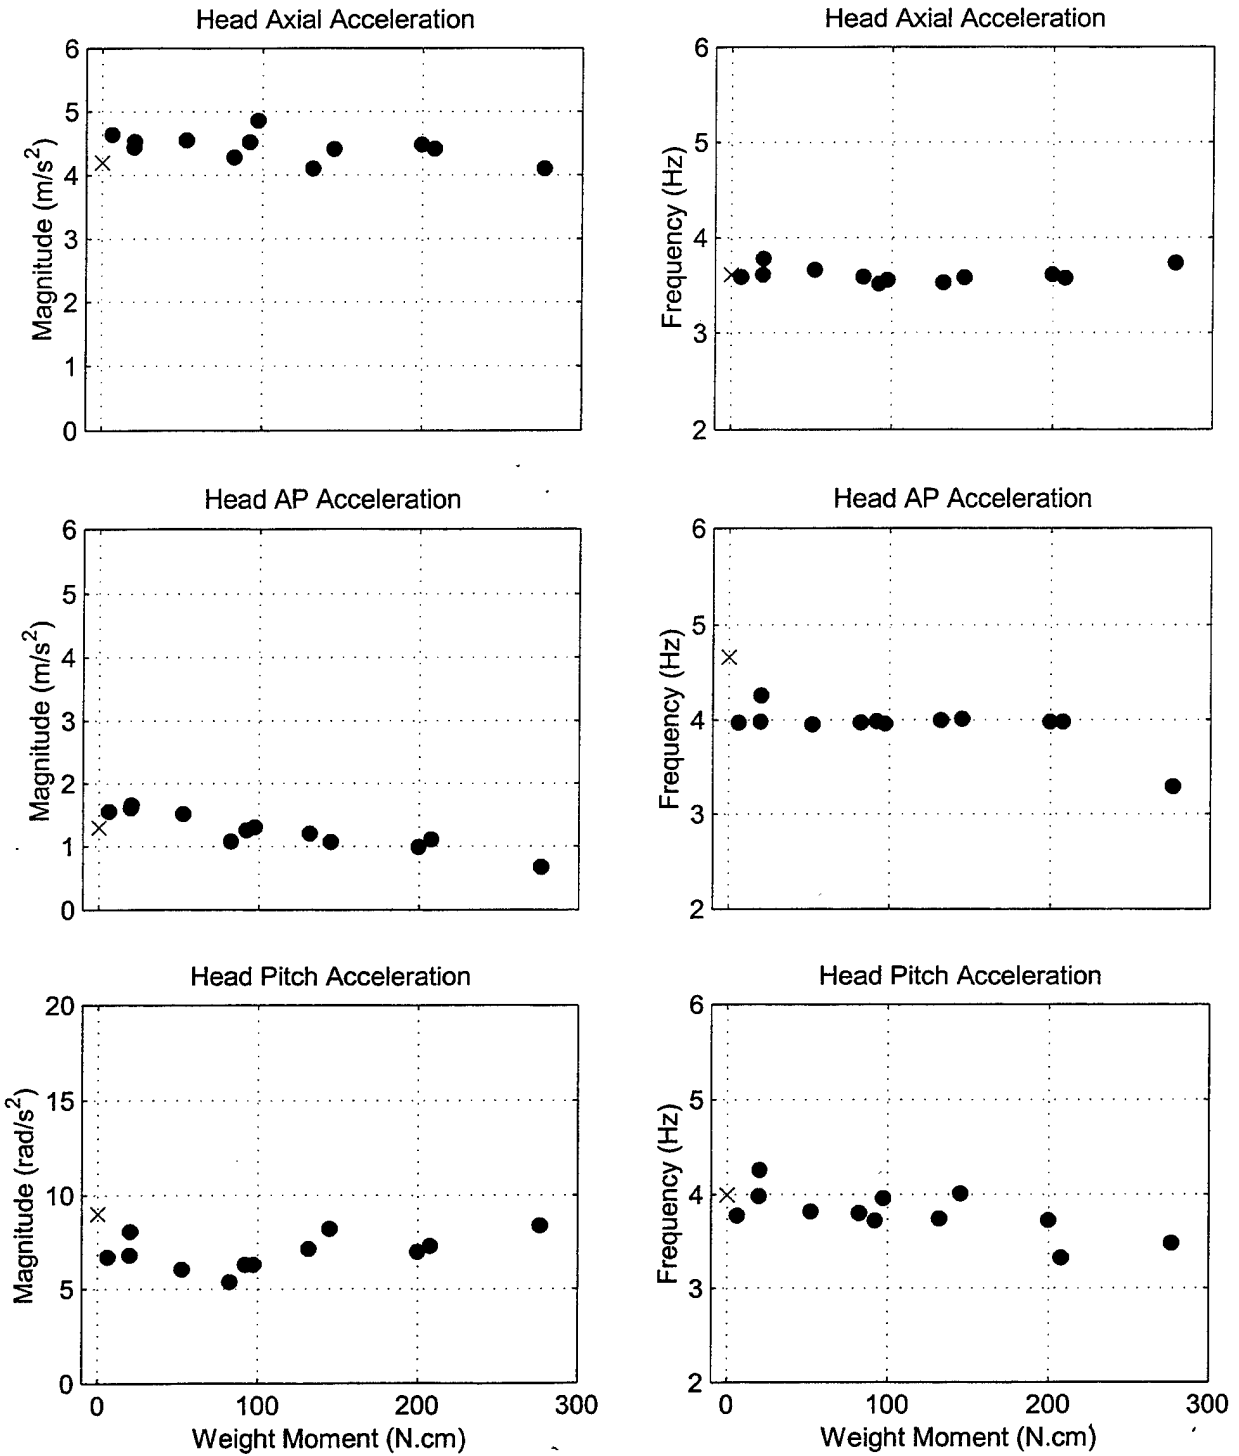 Head Axial Acceleration
6
5
4
3
2
1
0
Magnitude (m/s2)
Head Axial Acceleration
6
5
4
3
2
Frequency (Hz)
Head AP Acceleration
6
5
4
3
2
1
0
Magnitude (m/s2)
Head AP Acceleration
6
5
4
3
2
Frequency (Hz)
Head Pitch Acceleration
20
15
10
5
0
Magnitude (rad/s2)
0 100 200 300
Weight Moment (N.cm)
Head Pitch Acceleration
6
5
4
3
2
Frequency (Hz)
0 100 200 300
Weight Moment (N.cm)